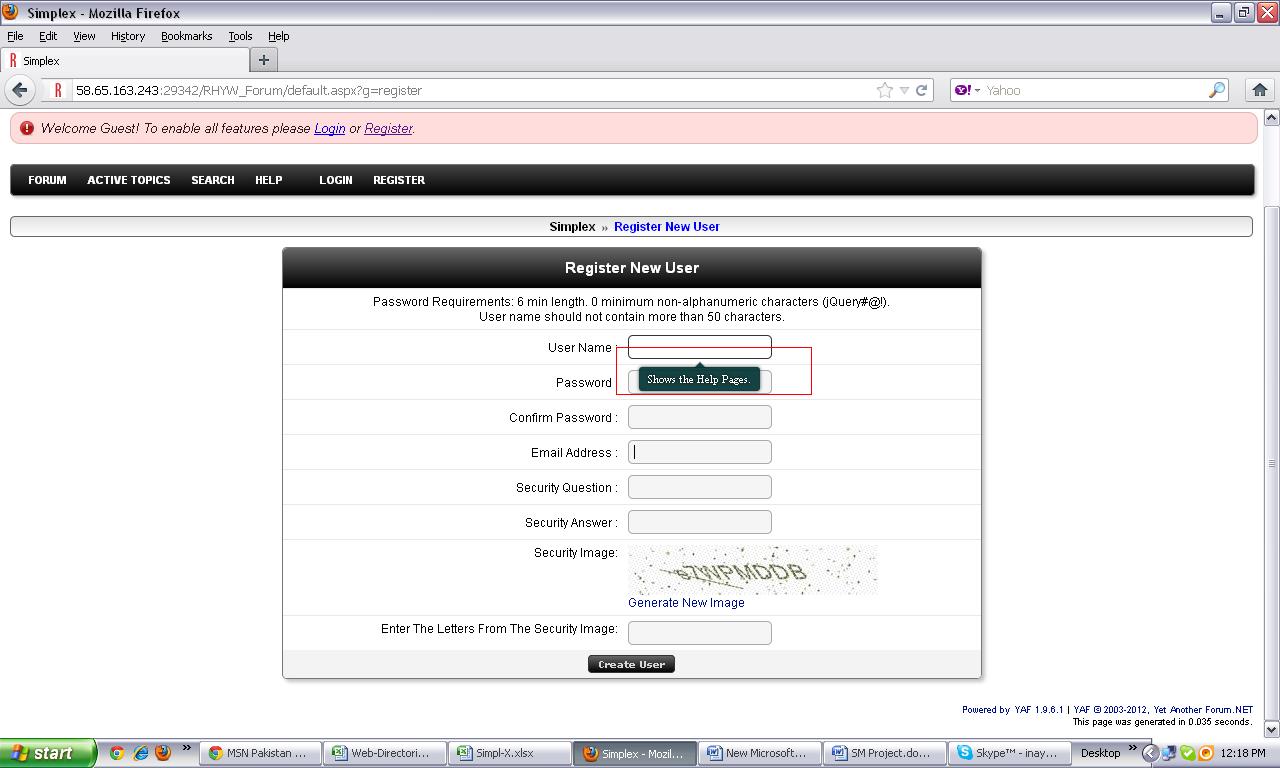 Simplex - Mozilla Firefox
File Edit View History Bookmarks Tools Help
R Simplex +
R 58.65.163.243:29342/RHYW_Forum/default.aspx?g=register Y! Yahoo
Welcome Guest! To enable all features please Login or Register.
FORUM ACTIVE TOPICS SEARCH HELP LOGIN REGISTER
Simplex » Register New User
Register New User
Password Requirements: 6 min length. 0 minimum non-alphanumeric characters (jQuery#@!).
User name should not contain more than 50 characters.
User Name :
Shows the Help Pages.
Password
Confirm Password :
Email Address :
Security Question :
Security Answer :
Security Image:
Generate New Image
Enter The Letters From The Security Image:
Create User
Powered by YAF 1.9.6.1 | YAF © 2003-2012, Yet Another Forum.NET
This page was generated in 0.035 seconds.
start » MSN Pakistan Web-Directori... Simpl-X.xlsx Simplex - Mozil... New Microsoft... SM Project.do... Skype™ - inay... Desktop » 12:18 PM